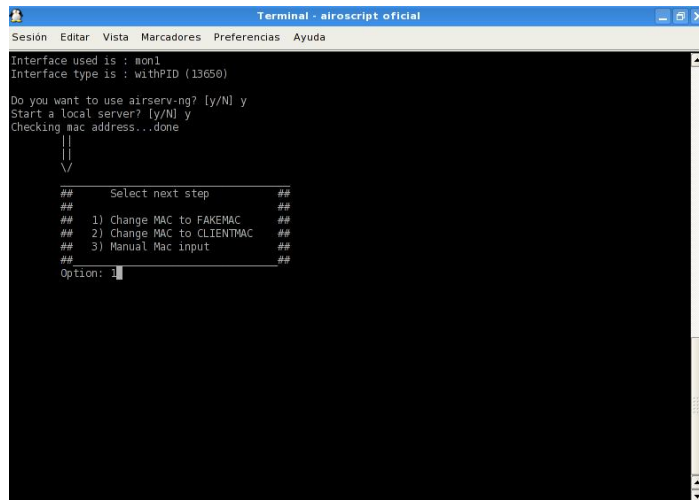 Terminal - airoscript oficial
Sesión Editar Vista Marcadores Preferencias Ayuda
Interface used is : mon1
Interface type is : withPID (13650)
Do you want to use airserv-ng? [y/N] y
Start a local server? [y/N] y
Checking mac address...done
||
||
\/
## Select next step ##
## ##
## 1) Change MAC to FAKEMAC ##
## 2) Change MAC to CLIENTMAC ##
## 3) Manual Mac input ##
##_______________________________##
Option: 1